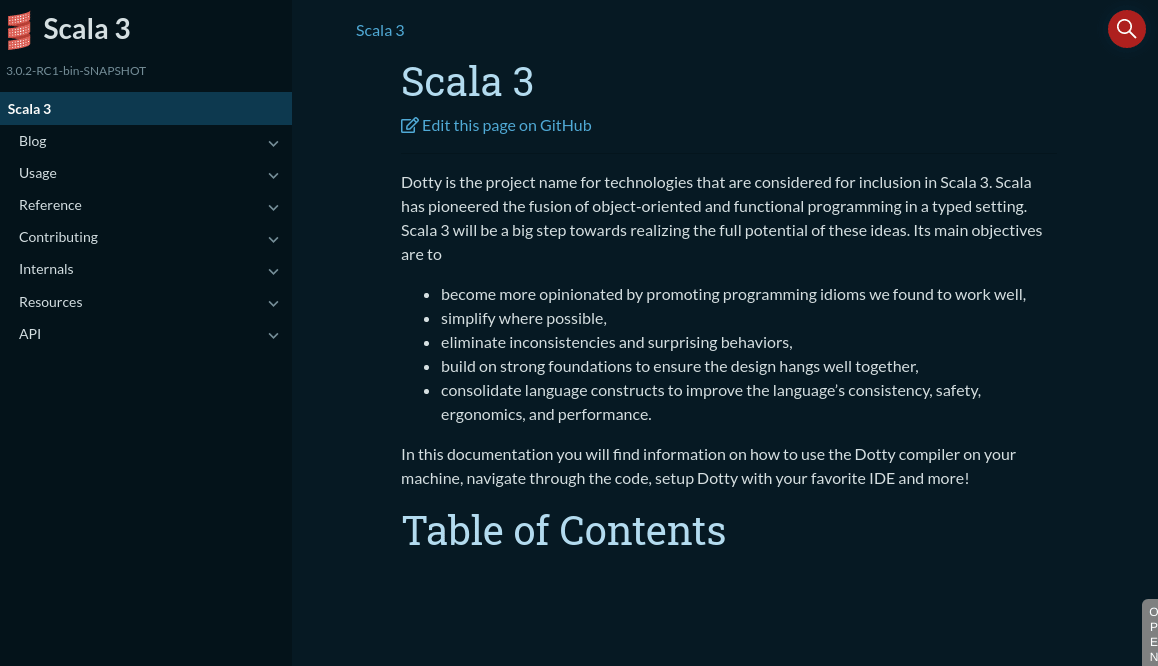 Scala 3
3.0.2-RC1-bin-SNAPSHOT
Scala 3
Blog
Usage
Reference
Contributing
Internals
Resources
API
Scala 3
Scala 3
Edit this page on GitHub
Dotty is the project name for technologies that are considered for inclusion in Scala 3. Scala
has pioneered the fusion of object-oriented and functional programming in a typed setting.
Scala 3 will be a big step towards realizing the full potential of these ideas. Its main objectives
are to
become more opinionated by promoting programming idioms we found to work well,
simplify where possible,
eliminate inconsistencies and surprising behaviors,
build on strong foundations to ensure the design hangs well together,
consolidate language constructs to improve the language’s consistency, safety,
ergonomics, and performance.
In this documentation you will find information on how to use the Dotty compiler on your
machine, navigate through the code, setup Dotty with your favorite IDE and more!
Table of Contents
OPEN